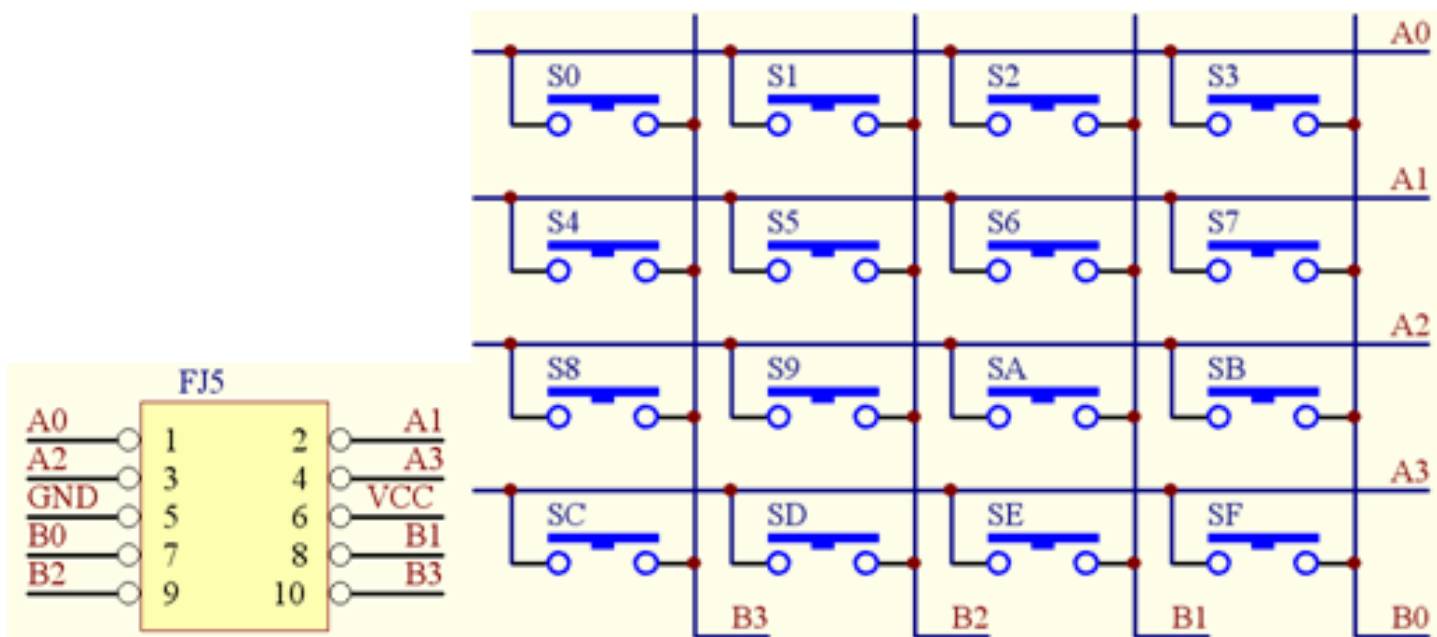 A0
S0 S1 S2 S3
A1
S4 S5 S6 S7
A2
S8 S9 SA SB
A3
SC SD SE SF
B3 B2 B1 B0
FJ5
A0 1 2 A1
A2 3 4 A3
GND 5 6 VCC
B0 7 8 B1
B2 9 10 B3